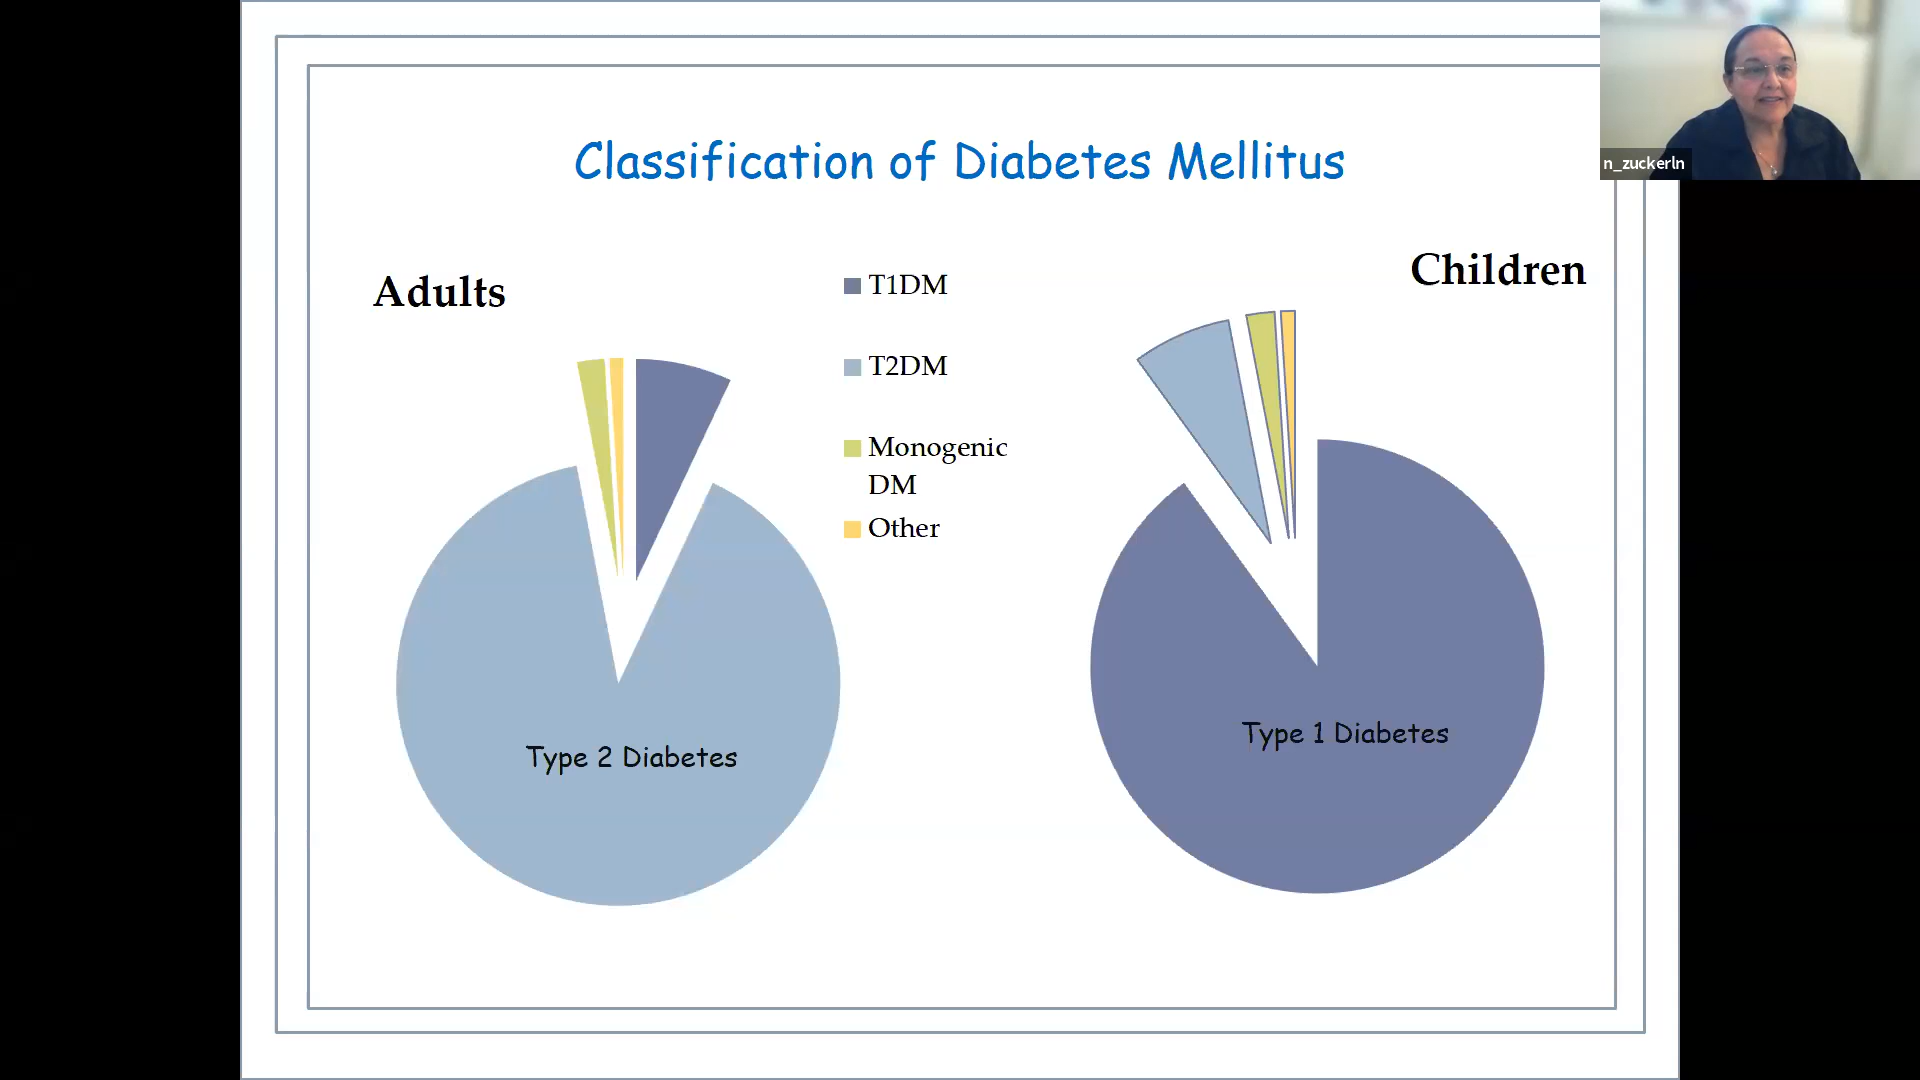 Classification of Diabetes Mellitus
Adults
T1DM
T2DM
Monogenic
DM
Other
Children
Type 2 Diabetes
Type 1 Diabetes
n_zuckerln